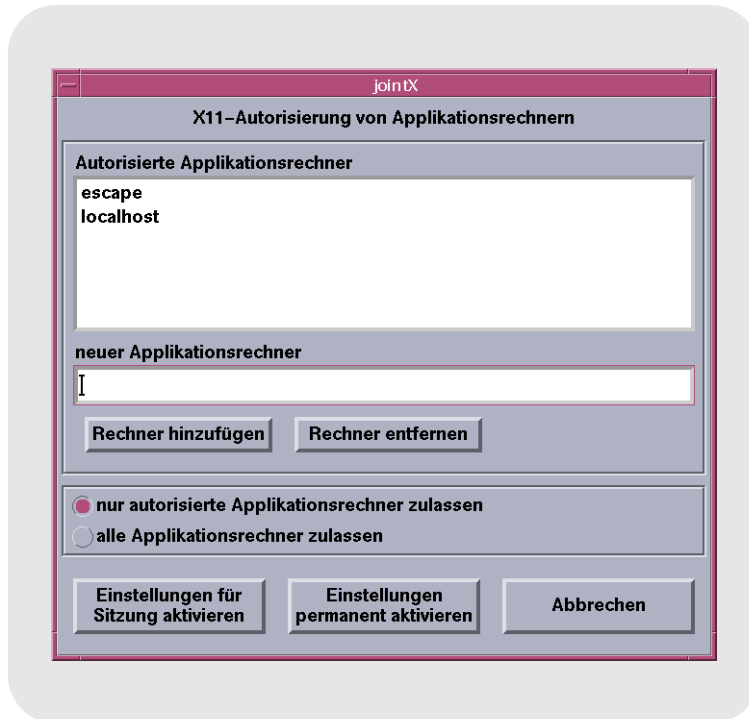 jointX
X11-Autorisierung von Applikationsrechnern
Autorisierte Applikationsrechner
escape
localhost
neuer Applikationsrechner
Rechner hinzufügen Rechner entfernen
nur autorisierte Applikationsrechner zulassen
alle Applikationsrechner zulassen
Einstellungen für
Sitzung aktivieren
Einstellungen
permanent aktivieren
Abbrechen